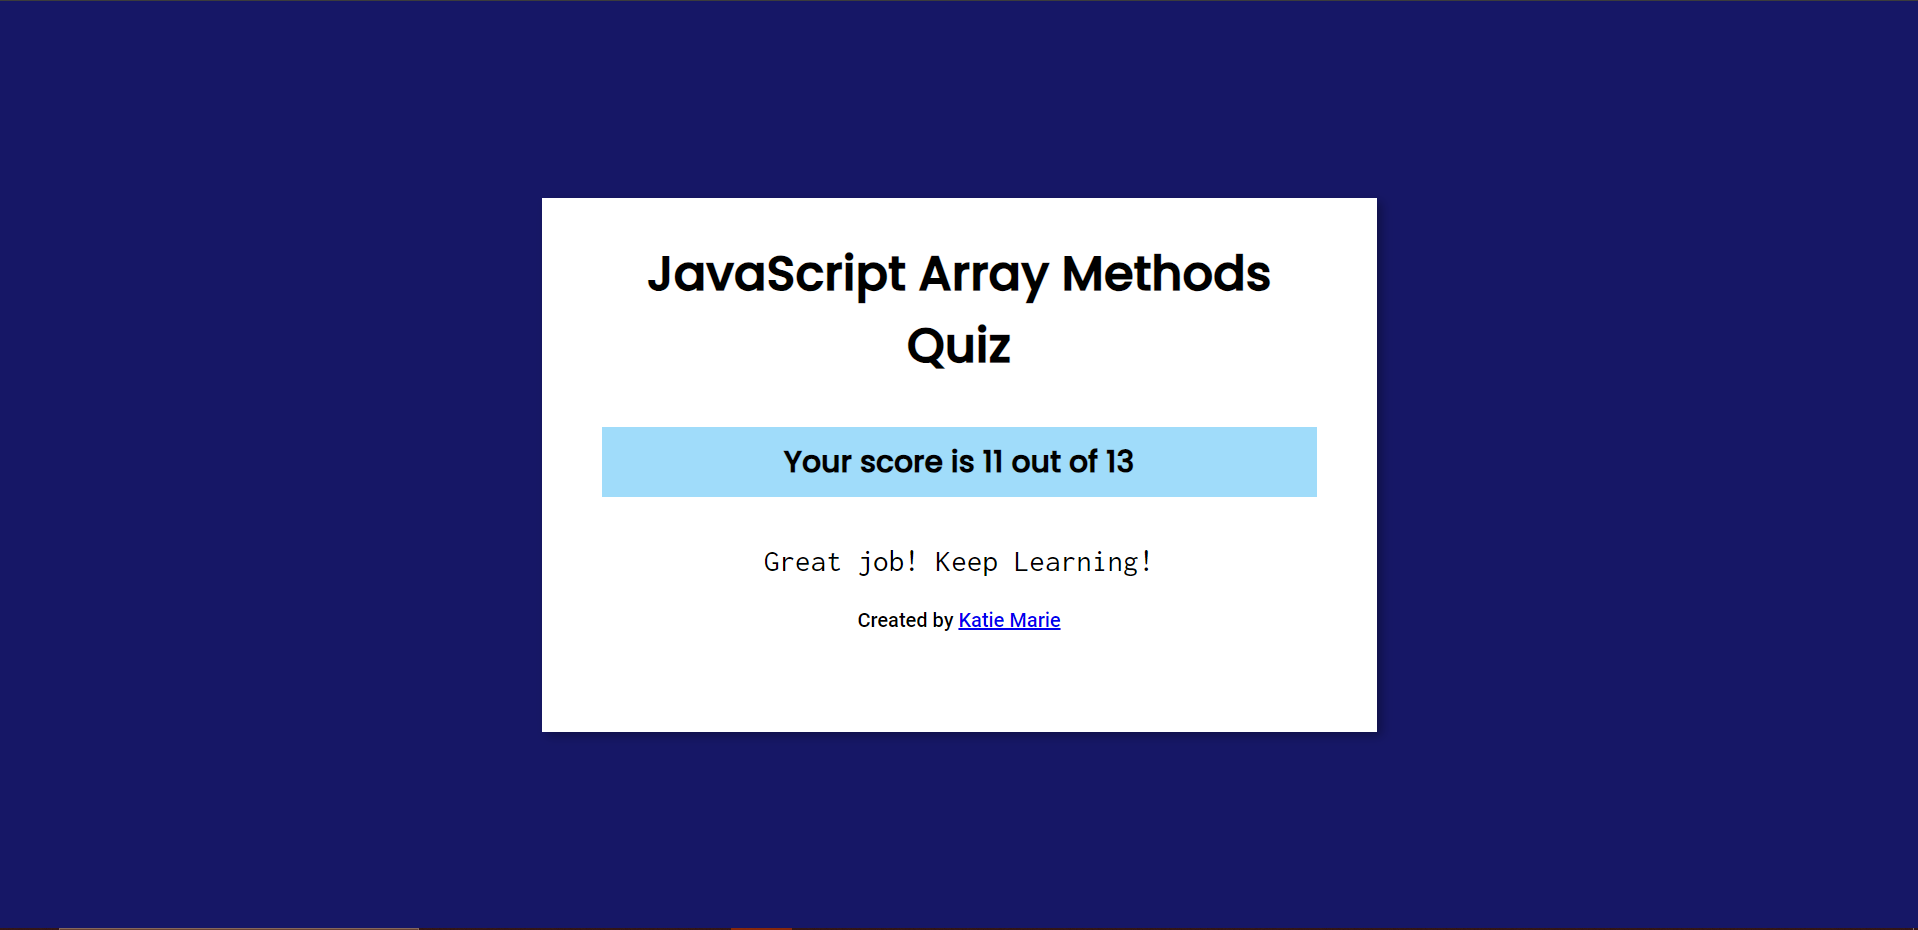 JavaScript Array Methods
Quiz
Your score is 11 out of 13
Great job! Keep Learning!
Created by Katie Marie